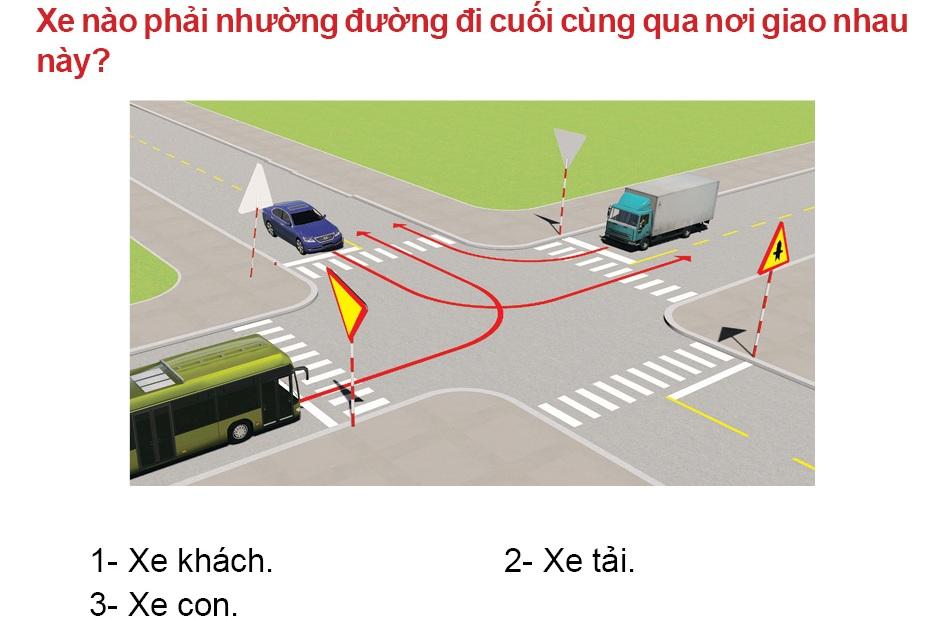 Xe nào phải nhường đường đi cuối cùng qua nơi giao nhau
này?
1- Xe khách.
2- Xe tải.
3- Xe con.